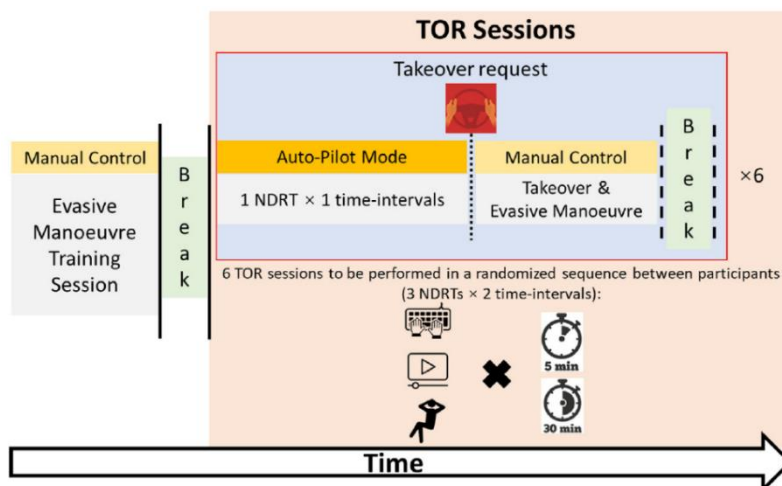 TOR Sessions
Takeover request
Manual Control
Evasive
Manoeuvre
Training
Session
Break
Auto-Pilot Mode
1 NDRT × 1 time-intervals
Manual Control
Takeover &
Evasive Manoeuvre
Break
×6
6 TOR sessions to be performed in a randomized sequence between participants
(3 NDRTs × 2 time-intervals):
5 min
30 min
Time